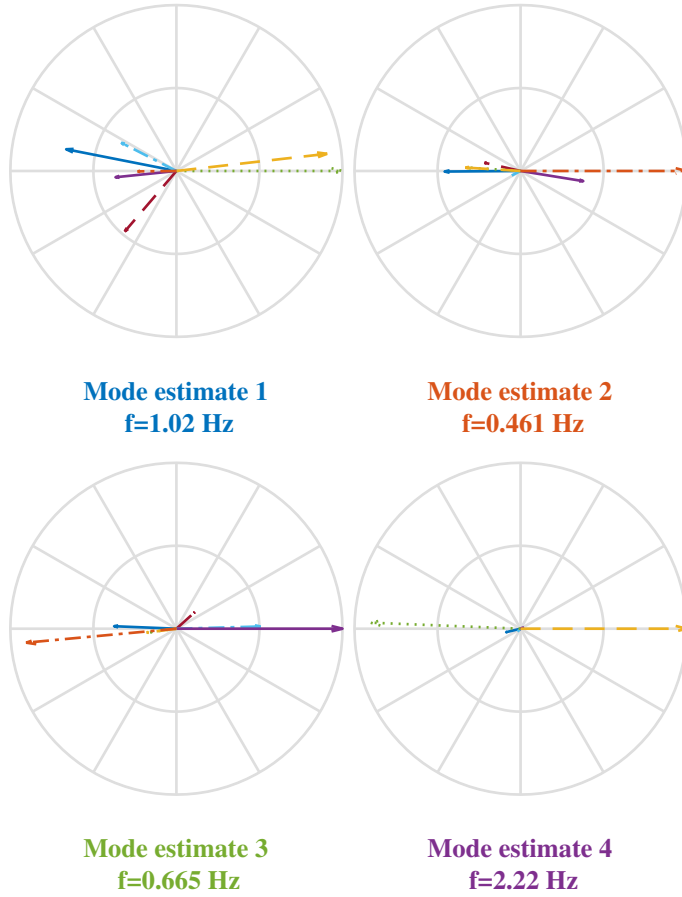 Mode estimate 1
f=1.02 Hz
Mode estimate 2
f=0.461 Hz
Mode estimate 3
f=0.665 Hz
Mode estimate 4
f=2.22 Hz